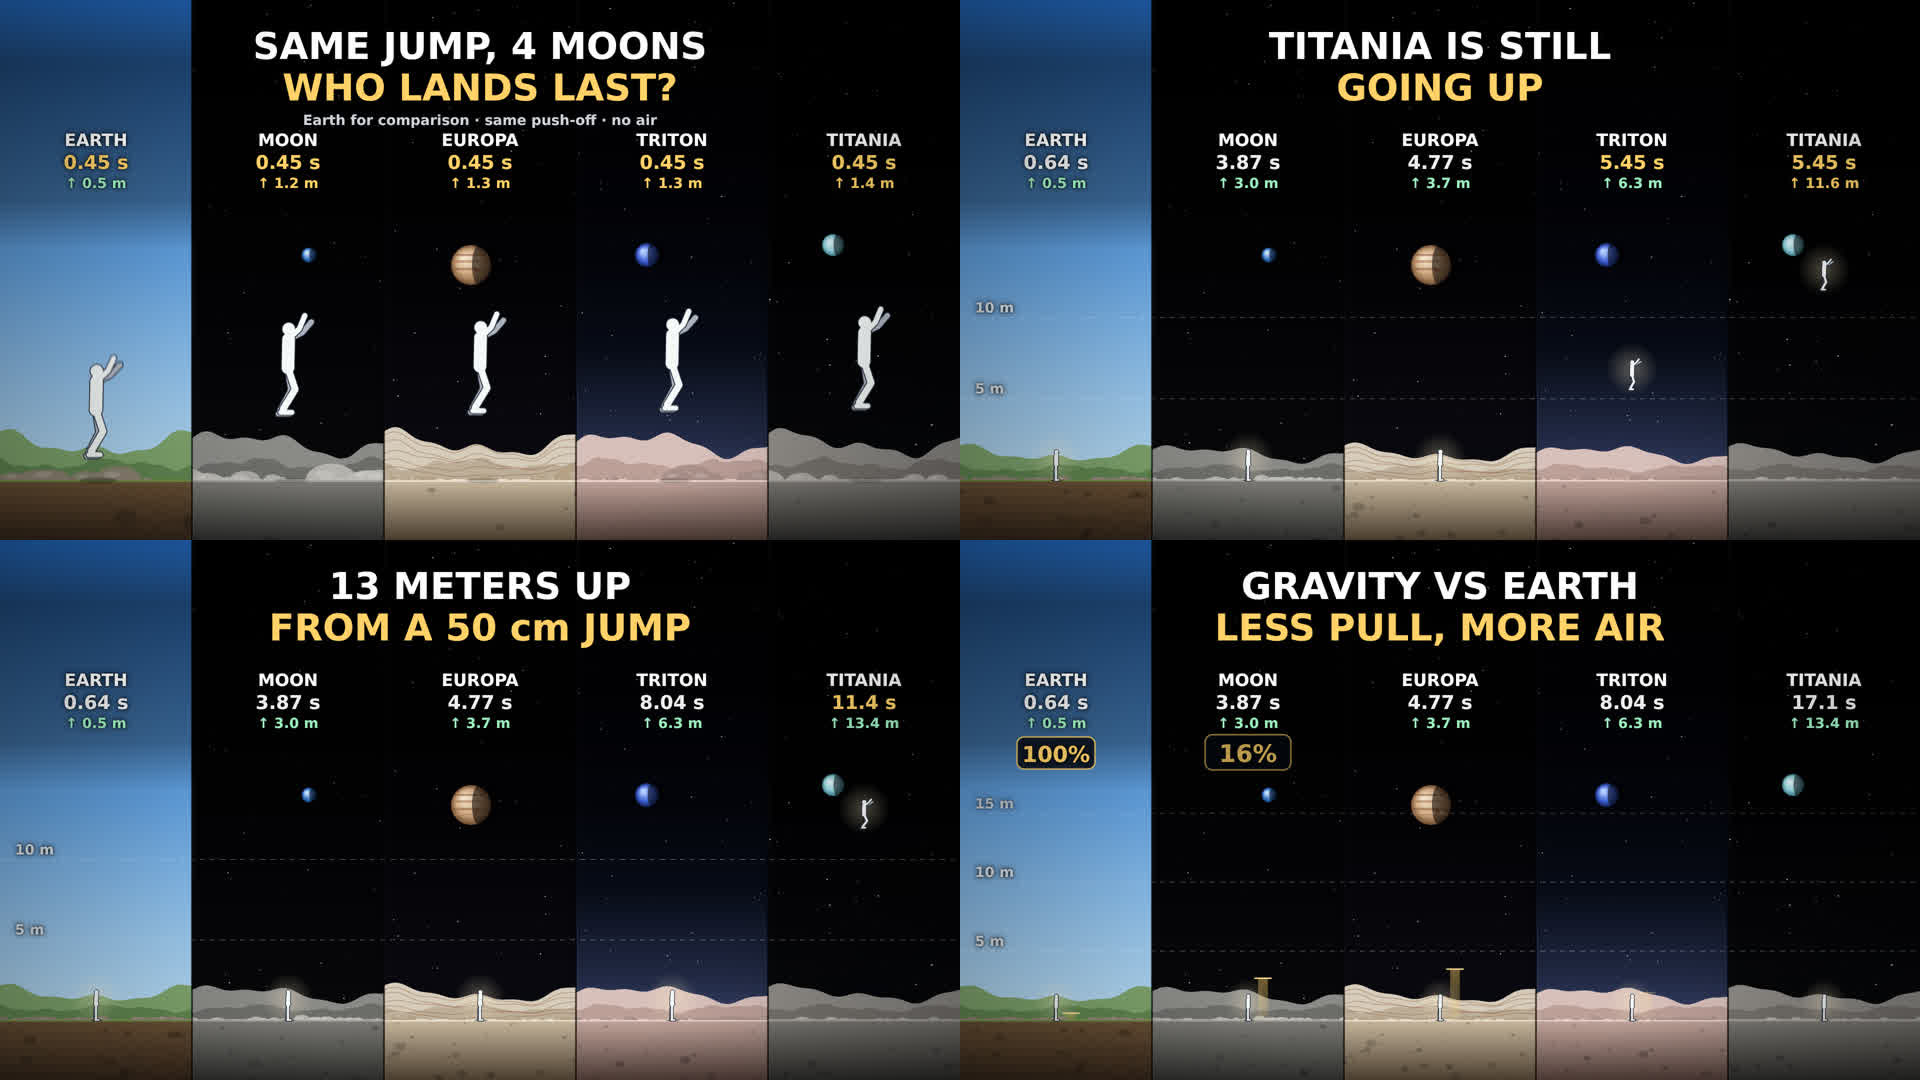 SAME JUMP, 4 MOONS
WHO LANDS LAST?
Earth for comparison · same push-off · no air
EARTH MOON EUROPA TRITON TITANIA
0.45 s 0.45 s 0.45 s 0.45 s 0.45 s
↑ 0.5 m ↑ 1.2 m ↑ 1.3 m ↑ 1.3 m ↑ 1.4 m
TITANIA IS STILL
GOING UP
EARTH MOON EUROPA TRITON TITANIA
0.64 s 3.87 s 4.77 s 5.45 s 5.45 s
↑ 0.5 m ↑ 3.0 m ↑ 3.7 m ↑ 6.3 m ↑ 11.6 m
10 m
5 m
13 METERS UP
FROM A 50 cm JUMP
EARTH MOON EUROPA TRITON TITANIA
0.64 s 3.87 s 4.77 s 8.04 s 11.4 s
↑ 0.5 m ↑ 3.0 m ↑ 3.7 m ↑ 6.3 m ↑ 13.4 m
10 m
5 m
GRAVITY VS EARTH
LESS PULL, MORE AIR
EARTH MOON EUROPA TRITON TITANIA
0.64 s 3.87 s 4.77 s 8.04 s 17.1 s
↑ 0.5 m ↑ 3.0 m ↑ 3.7 m ↑ 6.3 m ↑ 13.4 m
100% 16%
15 m
10 m
5 m